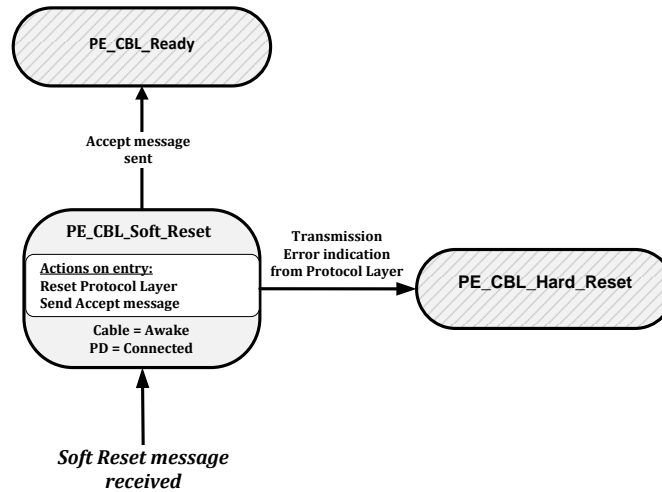 PE_CBL_Ready
Accept message
sent
PE_CBL_Soft_Reset
Actions on entry:
Reset Protocol Layer
Send Accept message
Cable = Awake
PD = Connected
Transmission
Error indication
from Protocol Layer
PE_CBL_Hard_Reset
Soft Reset message
received